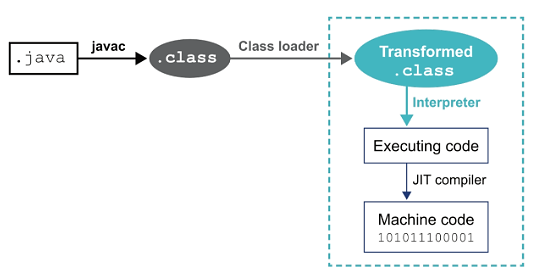 .java
javac
.class
Class loader
Transformed
.class
Interpreter
Executing code
JIT compiler
Machine code
101011100001